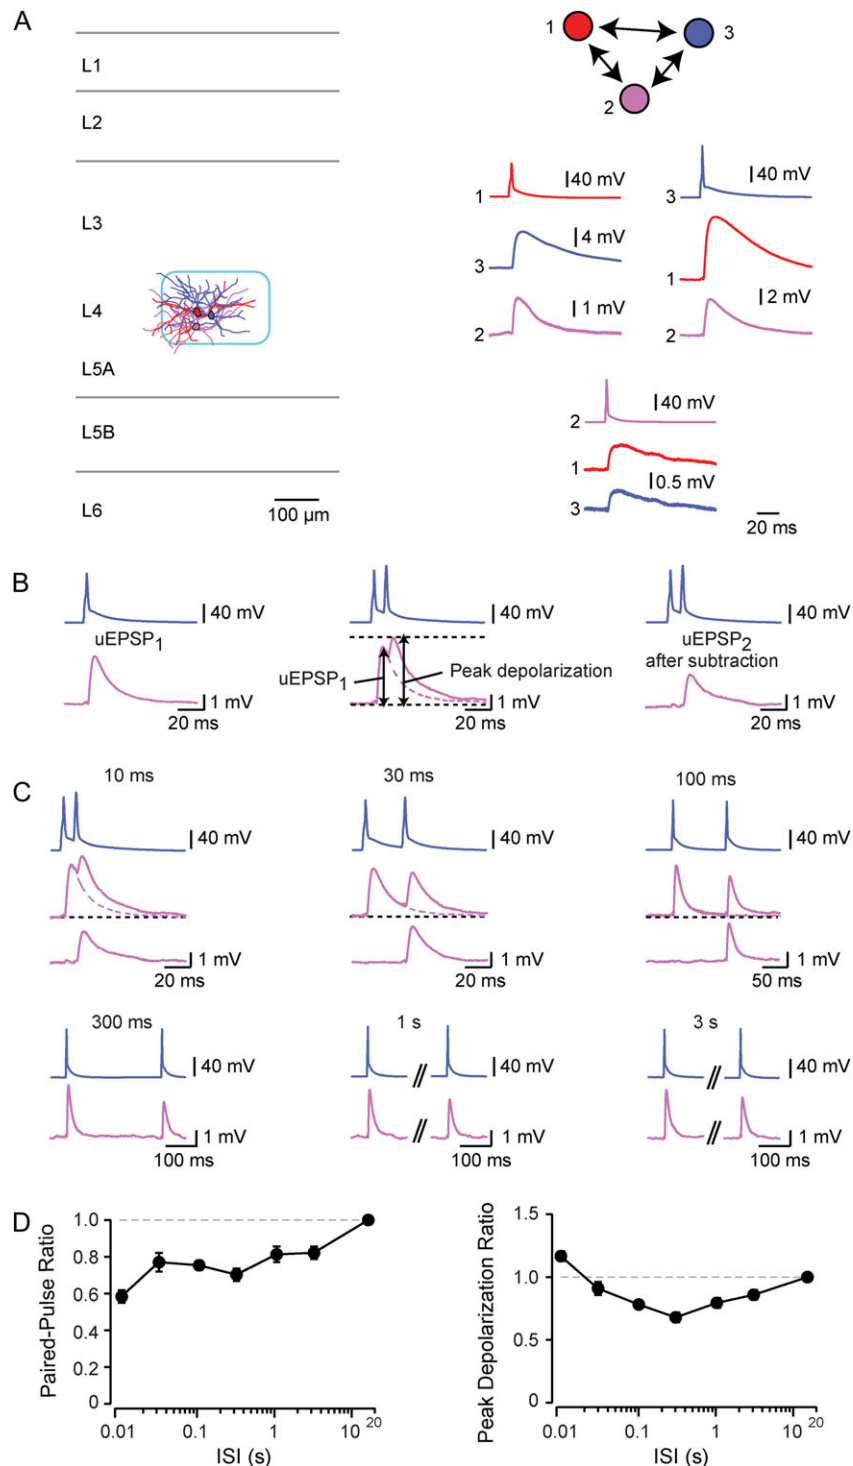 A
L1
L2
L3
L4
L5A
L5B
L6
100 µm
1
3
2
1
40 mV
3
4 mV
2
1 mV
3
40 mV
1
2
2 mV
2
40 mV
1
3
0.5 mV
20 ms
B
40 mV
uEPSP1
1 mV
20 ms
40 mV
uEPSP1
Peak depolarization
1 mV
20 ms
40 mV
uEPSP2
after subtraction
1 mV
20 ms
C
10 ms
40 mV
1 mV
20 ms
30 ms
40 mV
1 mV
20 ms
100 ms
40 mV
1 mV
50 ms
300 ms
40 mV
1 mV
100 ms
1 s
40 mV
1 mV
100 ms
3 s
40 mV
1 mV
100 ms
D
Paired-Pulse Ratio
1.0
0.8
0.6
0.4
0.2
0
0.01
0.1
1
10
20
ISI (s)
Peak Depolarization Ratio
1.5
1.0
0.5
0
0.01
0.1
1
10
20
ISI (s)